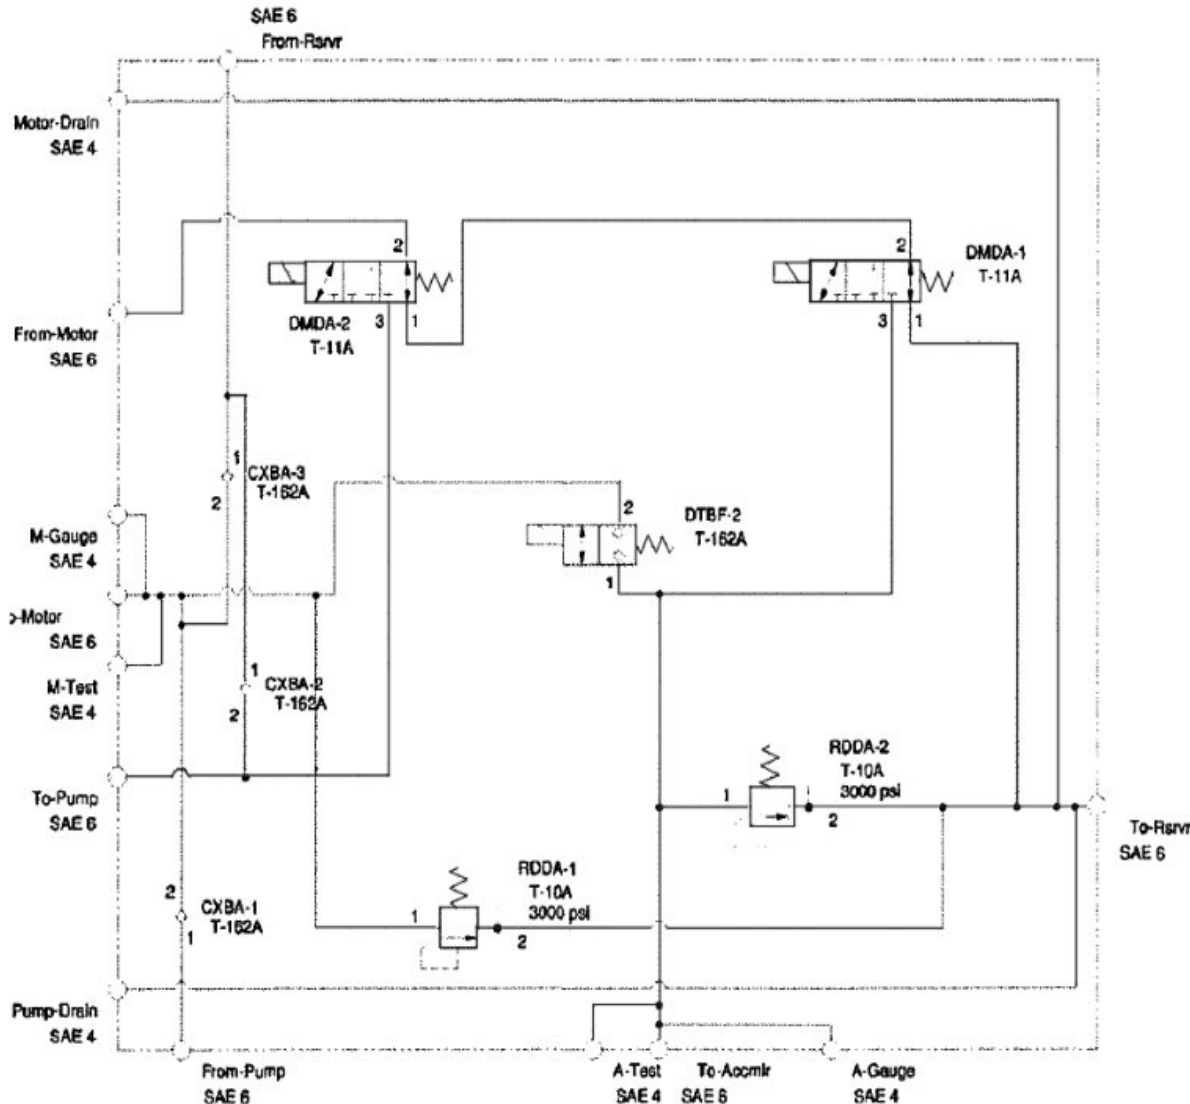 SAE 6
From-Rsrvr
Motor-Drain
SAE 4
2
2
DMDA-1
T-11A
DMDA-2
T-11A
3
1
3
1
From-Motor
SAE 6
1
CXBA-3
T-162A
2
2
DTBF-2
T-162A
1
M-Gauge
SAE 4
o-Motor
SAE 6
M-Test
SAE 4
1
CXBA-2
T-162A
2
RDDA-2
T-10A
3000 psi
1
2
To-Pump
SAE 6
To-Rsrvr
SAE 6
RDDA-1
T-10A
3000 psi
1
2
2
CXBA-1
T-162A
1
Pump-Drain
SAE 4
From-Pump
SAE 6
A-Test
SAE 4
To-Accmlr
SAE 6
A-Gauge
SAE 4